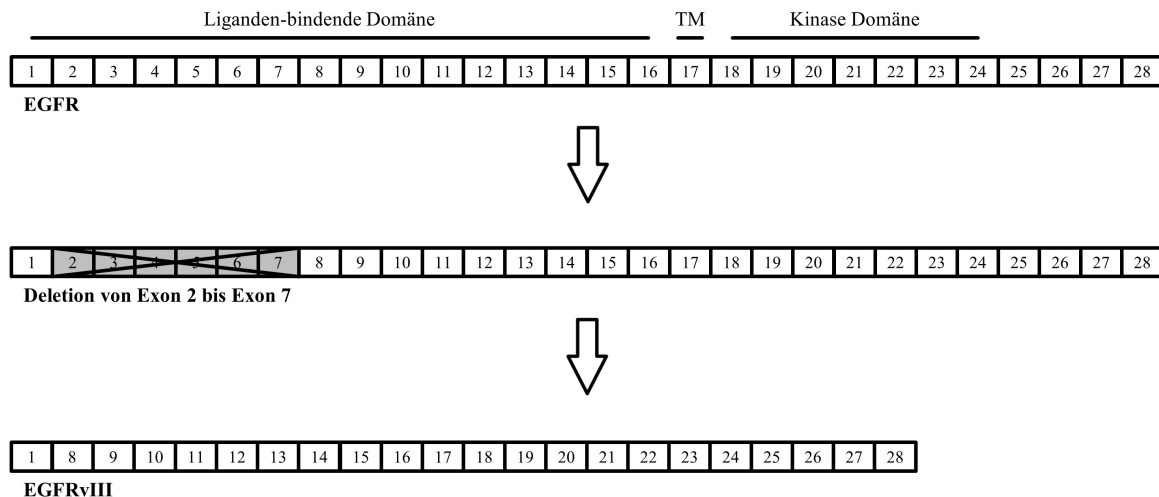 Liganden-bindende Domäne TM Kinase Domäne
1 2 3 4 5 6 7 8 9 10 11 12 13 14 15 16 17 18 19 20 21 22 23 24 25 26 27 28
EGFR
1 2 3 4 5 6 7 8 9 10 11 12 13 14 15 16 17 18 19 20 21 22 23 24 25 26 27 28
Deletion von Exon 2 bis Exon 7
1 8 9 10 11 12 13 14 15 16 17 18 19 20 21 22 23 24 25 26 27 28
EGFRvIII